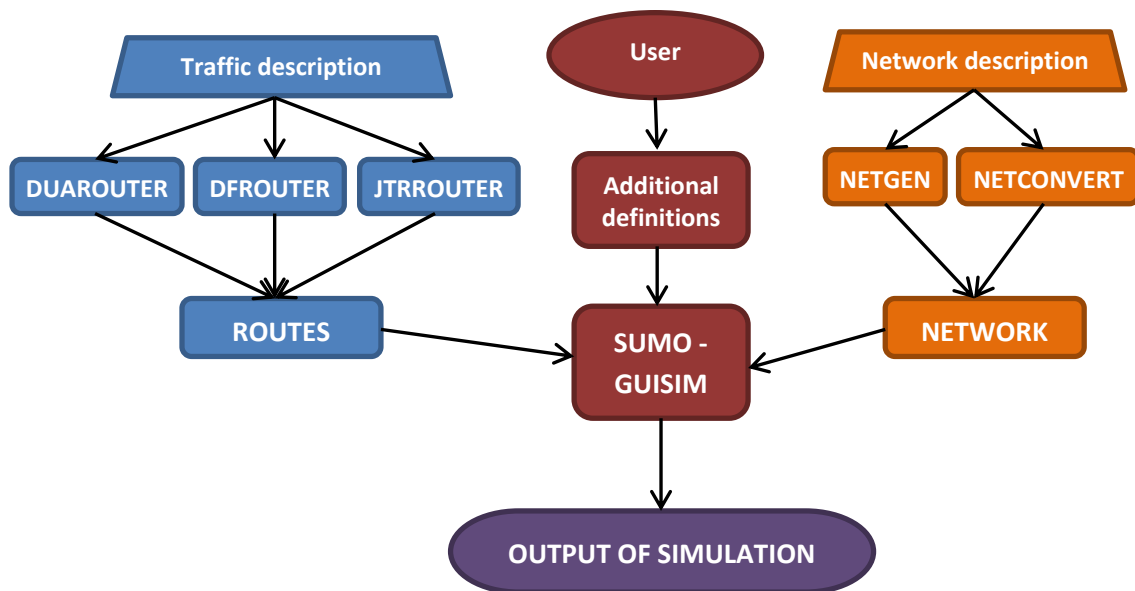 Traffic description
User
Network description
DUAROUTER
DFROUTER
JTRROUTER
Additional
definitions
NETGEN
NETCONVERT
ROUTES
SUMO -
GUISIM
NETWORK
OUTPUT OF SIMULATION